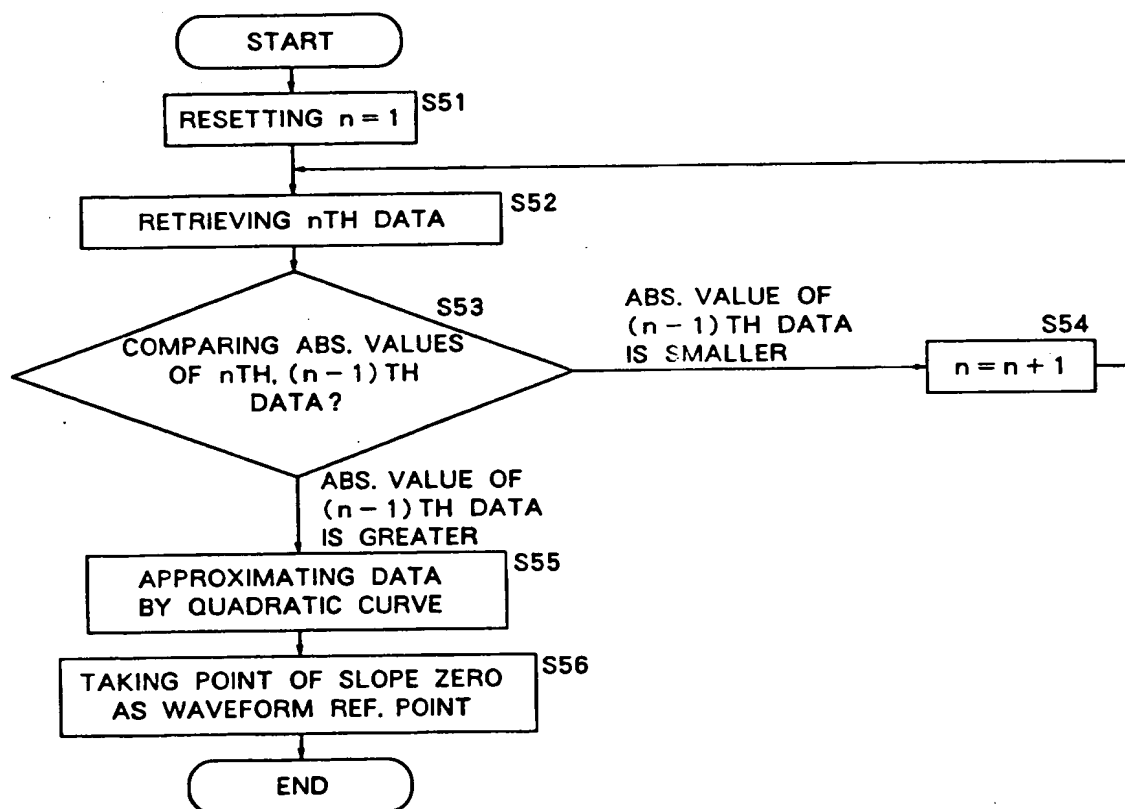 START
S51
RESETTING n = 1
S52
RETRIEVING nTH DATA
S53
COMPARING ABS. VALUES
OF nTH, (n - 1) TH
DATA?
ABS. VALUE OF
(n - 1) TH DATA
IS SMALLER
S54
n = n + 1
ABS. VALUE OF
(n - 1) TH DATA
IS GREATER
S55
APPROXIMATING DATA
BY QUADRATIC CURVE
S56
TAKING POINT OF SLOPE ZERO
AS WAVEFORM REF. POINT
END